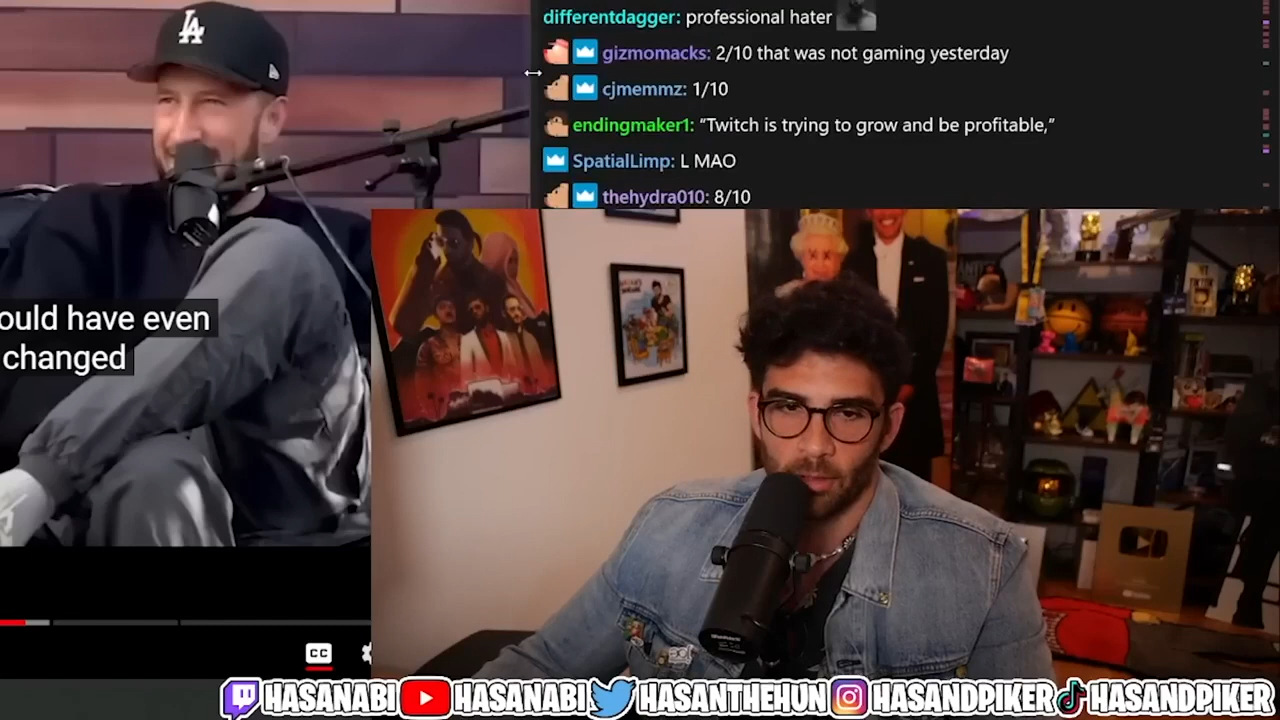 LA
differentdagger: professional hater
gizmomacks: 2/10 that was not gaming yesterday
cjmemmz: 1/10
endingmaker1: “Twitch is trying to grow and be profitable,”
SpatialLimp: L MAO
thehydra010: 8/10
ould have even
changed
CC
HASANABI HASANABI HASANTHEHUN HASANDPIKER HASANDPIKER